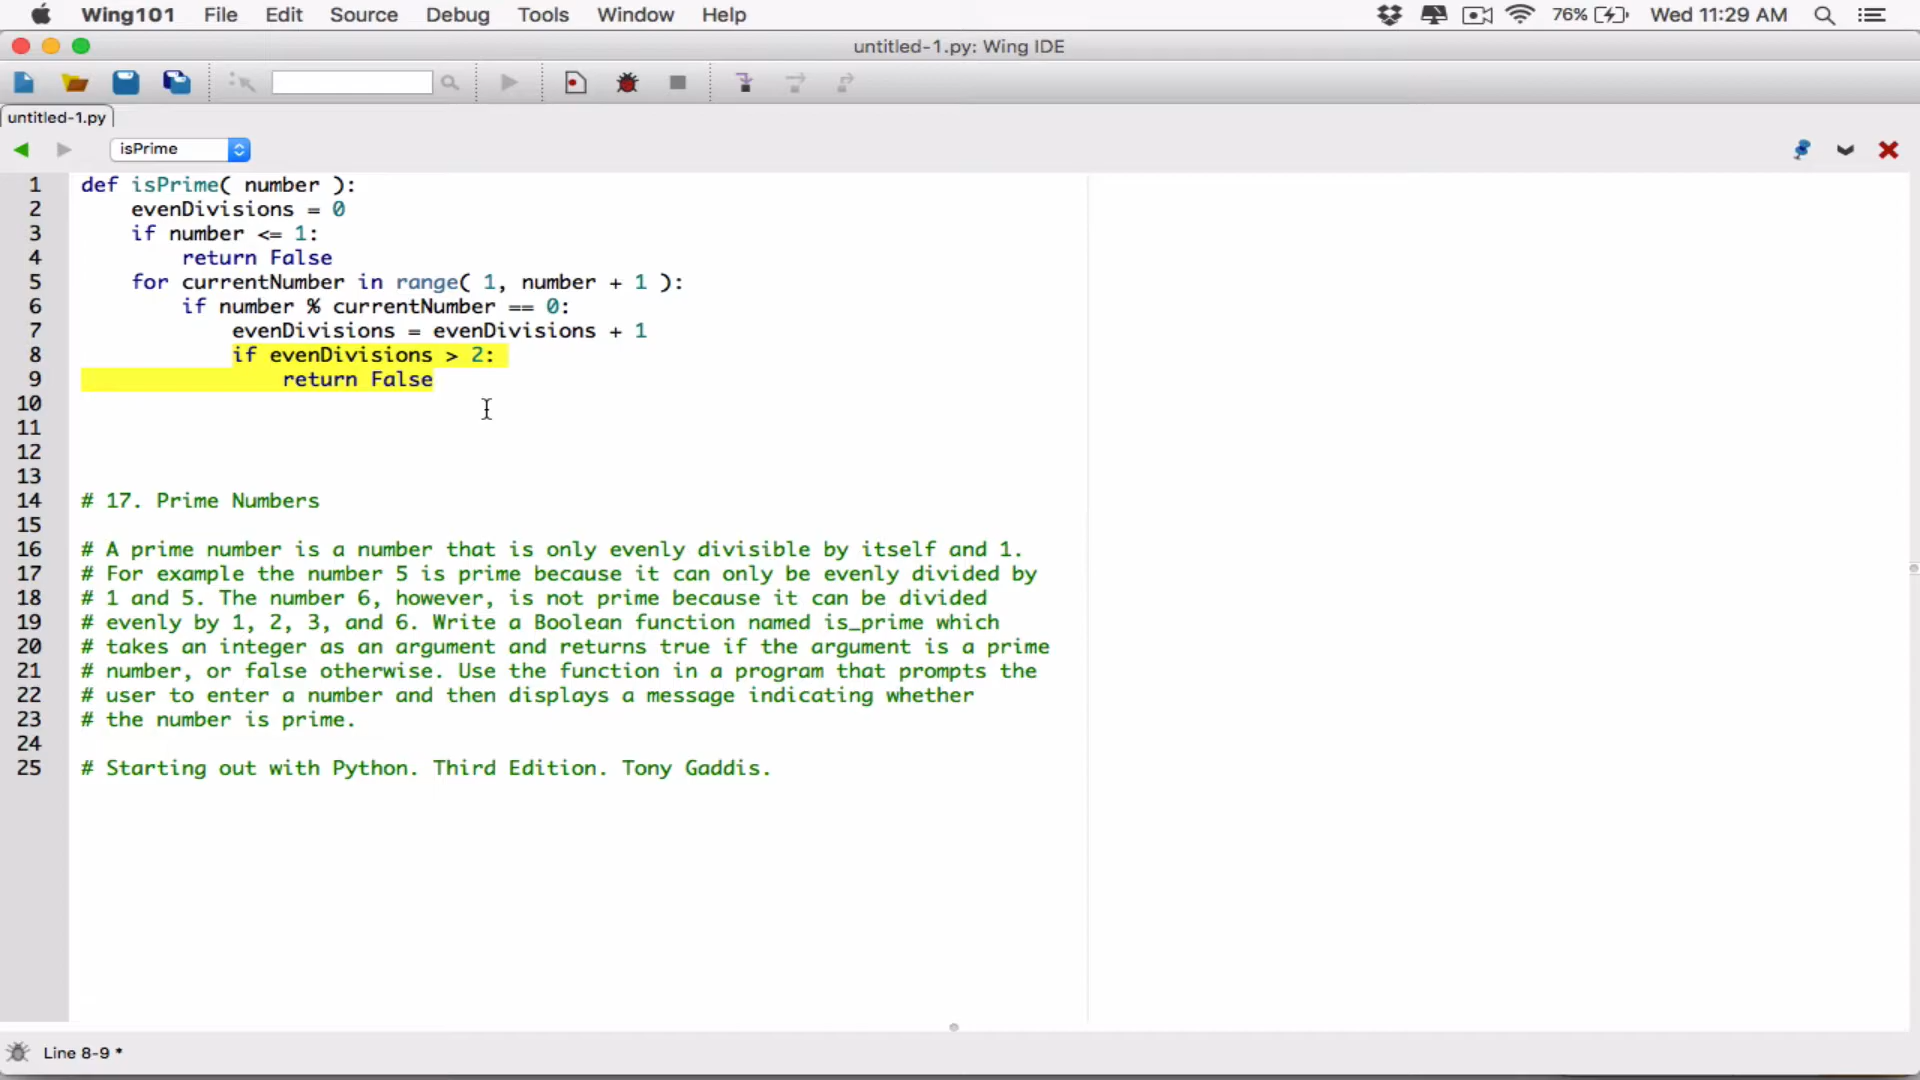 Wing101 File Edit Source Debug Tools Window Help 76% Wed 11:29 AM
untitled-1.py: Wing IDE
untitled-1.py
isPrime
1 def isPrime( number ):
2 evenDivisions = 0
3 if number <= 1:
4 return False
5 for currentNumber in range( 1, number + 1 ):
6 if number % currentNumber == 0:
7 evenDivisions = evenDivisions + 1
8 if evenDivisions > 2:
9 return False
10
11
12
13
14 # 17. Prime Numbers
15
16 # A prime number is a number that is only evenly divisible by itself and 1.
17 # For example the number 5 is prime because it can only be evenly divided by
18 # 1 and 5. The number 6, however, is not prime because it can be divided
19 # evenly by 1, 2, 3, and 6. Write a Boolean function named is_prime which
20 # takes an integer as an argument and returns true if the argument is a prime
21 # number, or false otherwise. Use the function in a program that prompts the
22 # user to enter a number and then displays a message indicating whether
23 # the number is prime.
24
25 # Starting out with Python. Third Edition. Tony Gaddis.
Line 8-9 *